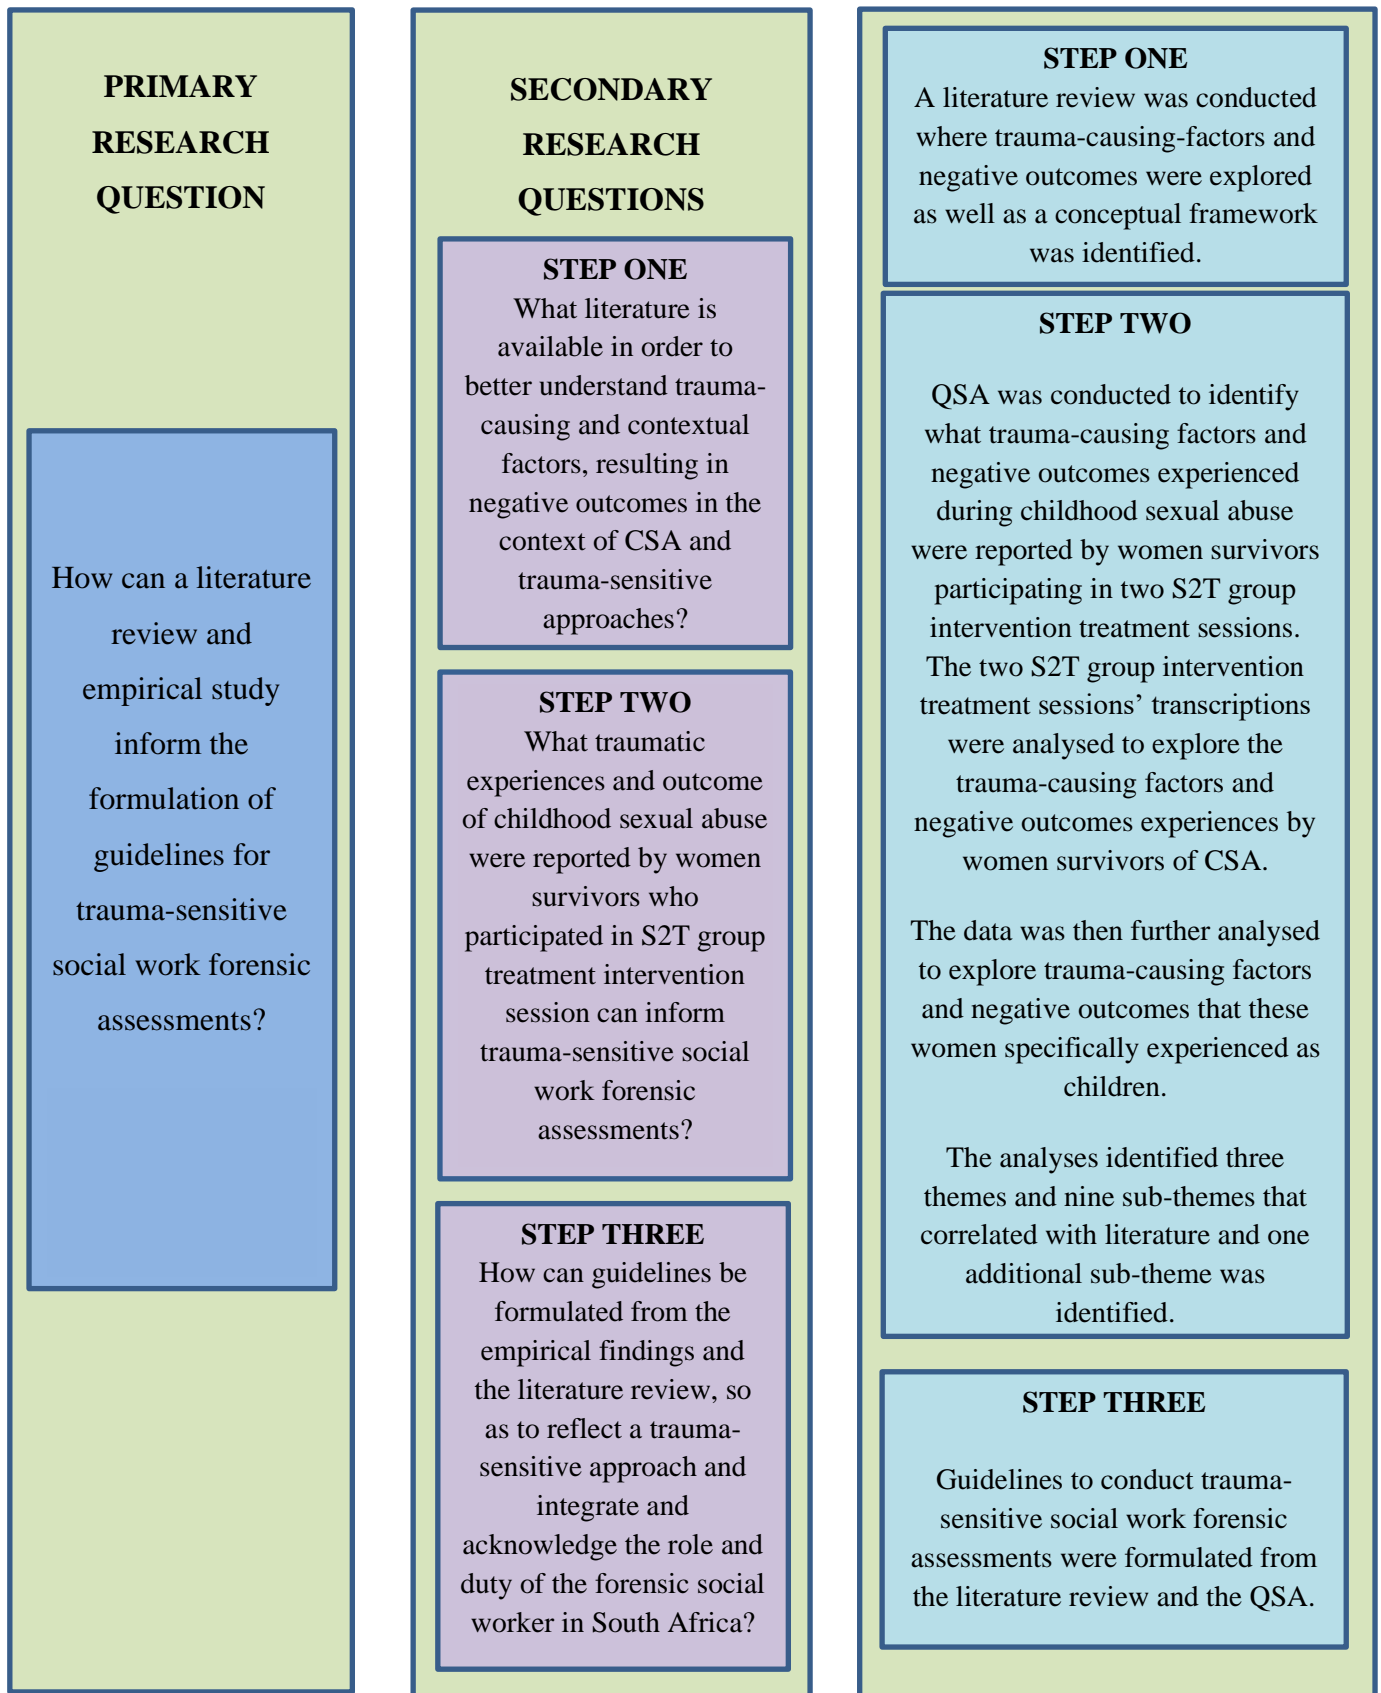 PRIMARY
RESEARCH
QUESTION
How can a literature
review and
empirical study
inform the
formulation of
guidelines for
trauma-sensitive
social work forensic
assessments?
SECONDARY
RESEARCH
QUESTIONS
STEP ONE
What literature is
available in order to
better understand trauma-
causing and contextual
factors, resulting in
negative outcomes in the
context of CSA and
trauma-sensitive
approaches?
STEP TWO
What traumatic
experiences and outcome
of childhood sexual abuse
were reported by women
survivors who
participated in S2T group
treatment intervention
session can inform
trauma-sensitive social
work forensic
assessments?
STEP THREE
How can guidelines be
formulated from the
empirical findings and
the literature review, so
as to reflect a trauma-
sensitive approach and
integrate and
acknowledge the role and
duty of the forensic social
worker in South Africa?
STEP ONE
A literature review was conducted
where trauma-causing-factors and
negative outcomes were explored
as well as a conceptual framework
was identified.
STEP TWO
QSA was conducted to identify
what trauma-causing factors and
negative outcomes experienced
during childhood sexual abuse
were reported by women survivors
participating in two S2T group
intervention treatment sessions.
The two S2T group intervention
treatment sessions’ transcriptions
were analysed to explore the
trauma-causing factors and
negative outcomes experiences by
women survivors of CSA.
The data was then further analysed
to explore trauma-causing factors
and negative outcomes that these
women specifically experienced as
children.
The analyses identified three
themes and nine sub-themes that
correlated with literature and one
additional sub-theme was
identified.
STEP THREE
Guidelines to conduct trauma-
sensitive social work forensic
assessments were formulated from
the literature review and the QSA.